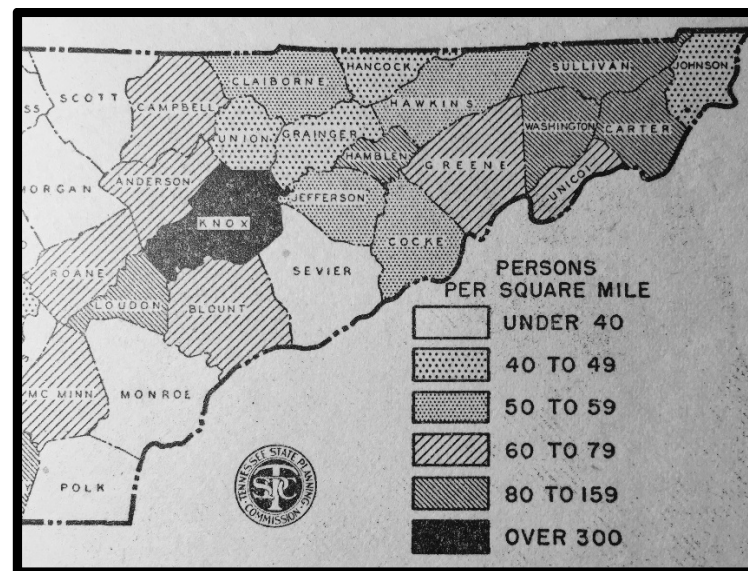 SCOTT
CAMPBELL
CLAIBORNE
HANCOCK
HAWKINS
SULLIVAN
JOHNSON
UNION
GRAINGER
HAMBLEN
GREENE
WASHINGTON
CARTER
UNICOI
MORGAN
ANDERSON
KNOX
JEFFERSON
COCKE
SEVIER
ROANE
LOUDON
BLOUNT
MC MINN
MONROE
POLK
PERSONS
PER SQUARE MILE
UNDER 40
40 TO 49
50 TO 59
60 TO 79
80 TO 159
OVER 300
TENNESSEE STATE PLANNING
COMMISSION